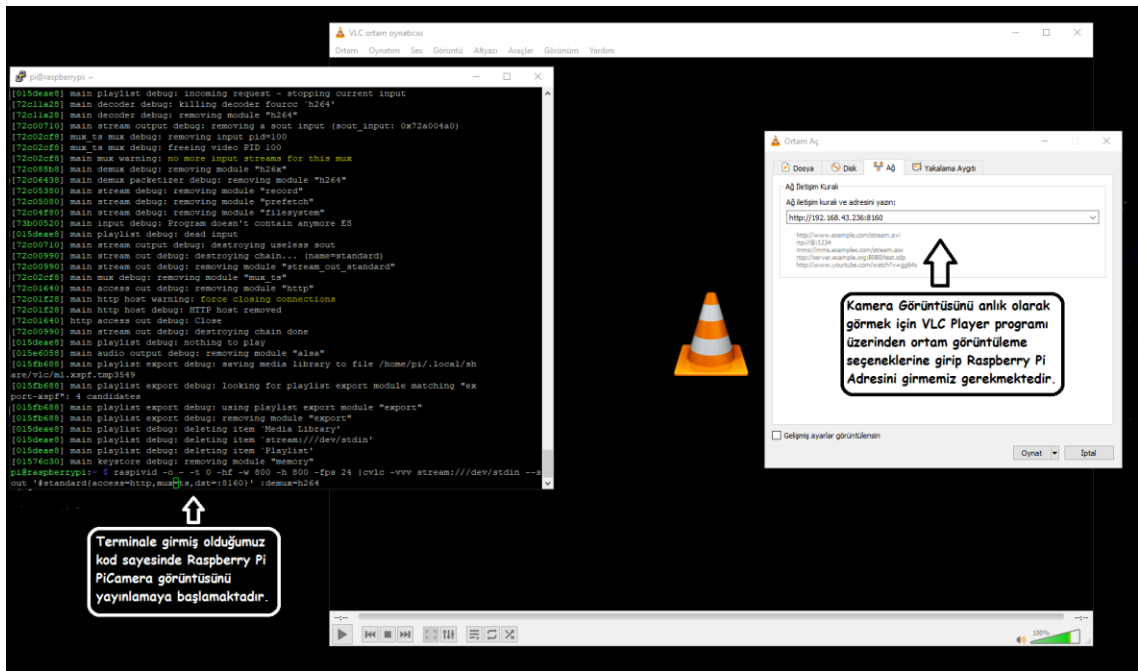 VLC ortam oynatıcısı
Ortam Oynatım Ses Görüntü Altyazı Araçlar Görünüm Yardım
pi@raspberrypi: ~
[015deae8] main playlist debug: incoming request - stopping current input
[72c11a28] main decoder debug: killing decoder fourcc `h264'
[72c11a28] main decoder debug: removing module "h264"
[72c00710] main stream output debug: removing a sout input (sout_input: 0x72a004a0)
[72c02cf8] mux_ts mux debug: removing input pid=100
[72c02cf8] mux_ts mux debug: freeing video PID 100
[72c02cf8] main mux warning: no more input streams for this mux
[72c088b8] main demux debug: removing module "h26x"
[72c06438] main demux packetizer debug: removing module "h264"
[72c05380] main stream debug: removing module "record"
[72c05080] main stream debug: removing module "prefetch"
[72c04f80] main stream debug: removing module "filesystem"
[73b00520] main input debug: Program doesn't contain anymore ES
[015deae8] main playlist debug: dead input
[72c00710] main stream output debug: destroying useless sout
[72c00990] main stream out debug: destroying chain... (name=standard)
[72c00990] main stream out debug: removing module "stream_out_standard"
[72c02cf8] main mux debug: removing module "mux_ts"
[72c01640] main access out debug: removing module "http"
[72c01f28] main http host warning: force closing connections
[72c01f28] main http host debug: HTTP host removed
[72c01640] http access out debug: Close
[72c00990] main stream out debug: destroying chain done
[015deae8] main playlist debug: nothing to play
[015e6058] main audio output debug: removing module "alsa"
[015fb688] main playlist export debug: saving media library to file /home/pi/.local/sh
are/vlc/ml.xspf.tmp3549
[015fb688] main playlist export debug: looking for playlist export module matching "ex
port-xspf": 4 candidates
[015fb688] main playlist export debug: using playlist export module "export"
[015fb688] main playlist export debug: removing module "export"
[015deae8] main playlist debug: deleting item `Media Library'
[015deae8] main playlist debug: deleting item `stream:///dev/stdin'
[015deae8] main playlist debug: deleting item `Playlist'
[01576c30] main keystore debug: removing module "memory"
pi@raspberrypi:~ $ raspivid -o - -t 0 -hf -w 800 -h 800 -fps 24 |cvlc -vvv stream:///dev/stdin --s
out '#standard{access=http,mux=ts,dst=:8160}' :demux=h264
Terminale girmiş olduğumuz
kod sayesinde Raspberry Pi
PiCamera görüntüsünü
yayınlamaya başlamaktadır.
Ortam Aç
Dosya Disk Ağ Yakalama Aygıtı
Ağ İletişim Kuralı
Ağ iletişim kuralı ve adresini yazın:
http://192.168.43.236:8160
http://www.example.com/stream.avi
rtp://@:1234
mms://mms.examples.com/stream.asx
rtsp://server.example.org:8080/test.sdp
http://www.yourtube.com/watch?v=gg64x
Kamera Görüntüsünü anlık olarak
görmek için VLC Player programı
üzerinden ortam görüntüleme
seçeneklerine girip Raspberry Pi
Adresini girmemiz gerekmektedir.
Gelişmiş ayarlar görüntülensin
Oynat İptal
--:-- --:--
100%